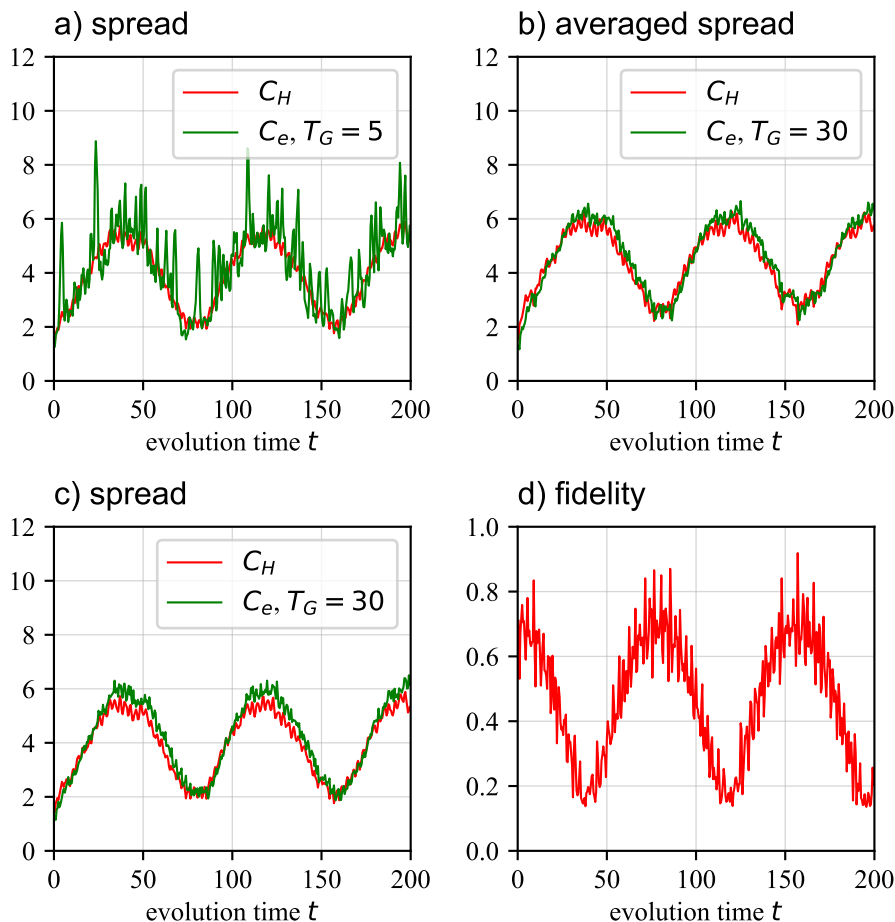 a) spread
12
10
8
6
4
2
0
C_H
C_e, T_G = 5
0 50 100 150 200
evolution time t
b) averaged spread
12
10
8
6
4
2
0
C_H
C_e, T_G = 30
0 50 100 150 200
evolution time t
c) spread
12
10
8
6
4
2
0
C_H
C_e, T_G = 30
0 50 100 150 200
evolution time t
d) fidelity
1.0
0.8
0.6
0.4
0.2
0.0
0 50 100 150 200
evolution time t